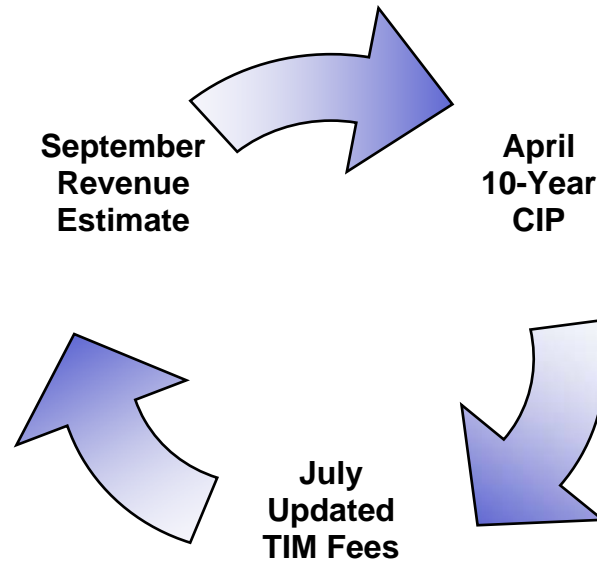 September
Revenue
Estimate
April
10-Year
CIP
July
Updated
TIM Fees